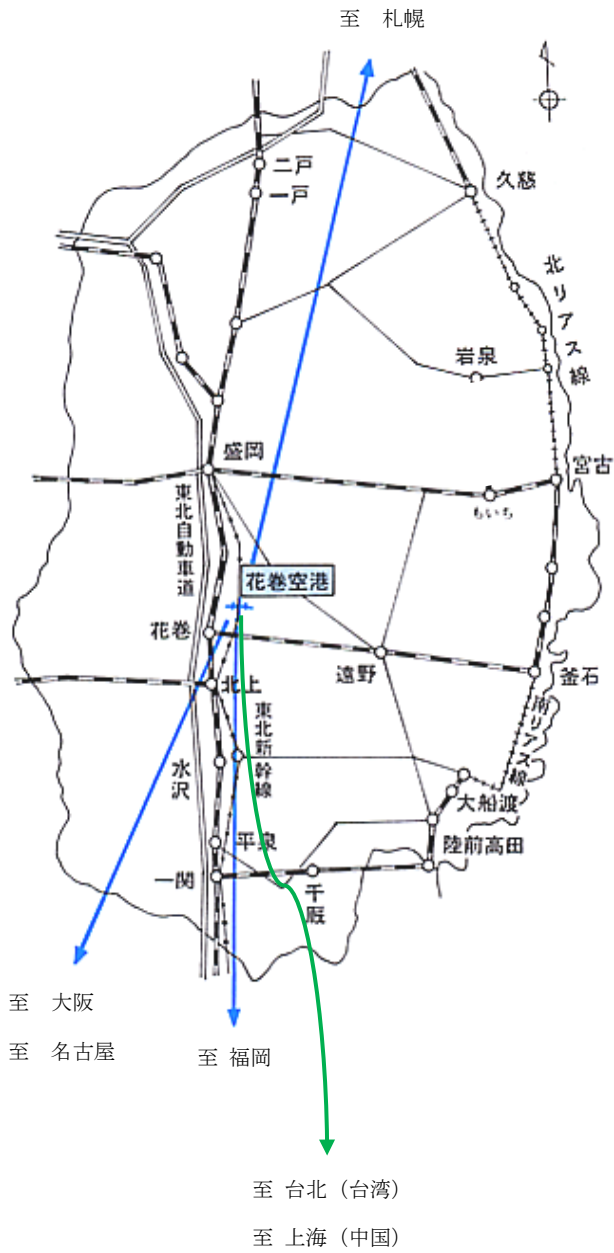 至 札幌
二戸
一戸
久慈
北リアス線
岩泉
盛岡
宮古
もいち
東北自動車道
花巻空港
花巻
遠野
釜石
北上
南リアス線
東北新幹線
水沢
大船渡
平泉
陸前高田
一関
千厩
至 大阪
至 名古屋
至 福岡
至 台北（台湾）
至 上海（中国）